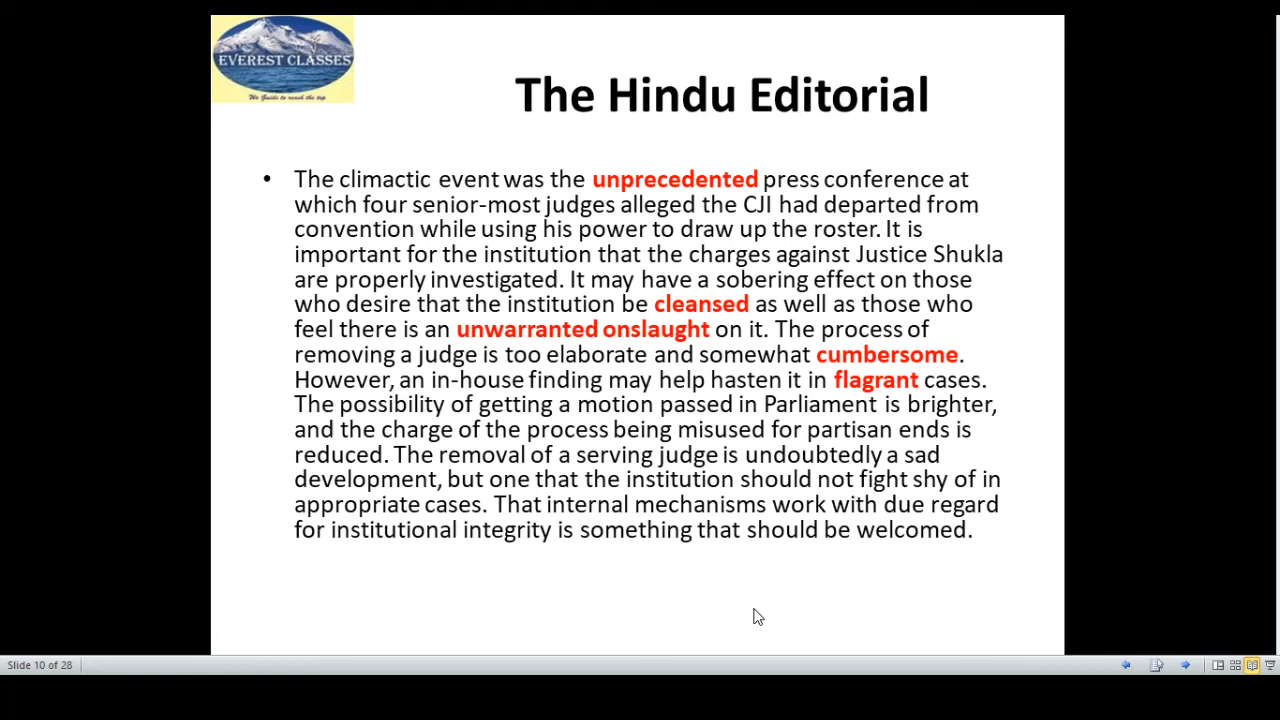 EVEREST CLASSES
We Guide to reach the top
The Hindu Editorial
• The climactic event was the unprecedented press conference at
which four senior-most judges alleged the CJI had departed from
convention while using his power to draw up the roster. It is
important for the institution that the charges against Justice Shukla
are properly investigated. It may have a sobering effect on those
who desire that the institution be cleansed as well as those who
feel there is an unwarranted onslaught on it. The process of
removing a judge is too elaborate and somewhat cumbersome.
However, an in-house finding may help hasten it in flagrant cases.
The possibility of getting a motion passed in Parliament is brighter,
and the charge of the process being misused for partisan ends is
reduced. The removal of a serving judge is undoubtedly a sad
development, but one that the institution should not fight shy of in
appropriate cases. That internal mechanisms work with due regard
for institutional integrity is something that should be welcomed.
Slide 10 of 28